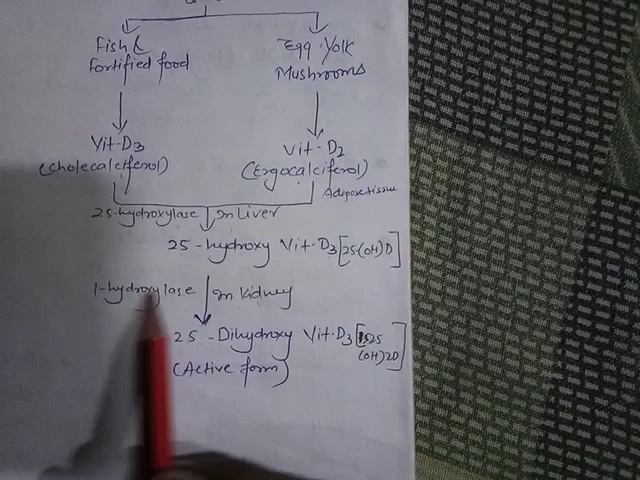 Fish &
fortified food
Egg Yolk
Mushrooms
Vit-D3
(Cholecalciferol)
Vit-D2
(Ergocalciferol)
Adipose tissue
25-hydroxylase In Liver
25-hydroxy Vit.D3 [25-(OH)D]
1-hydroxylase In Kidney
25-Dihydroxy Vit.D3 [25
(OH)2D]
(Active form)